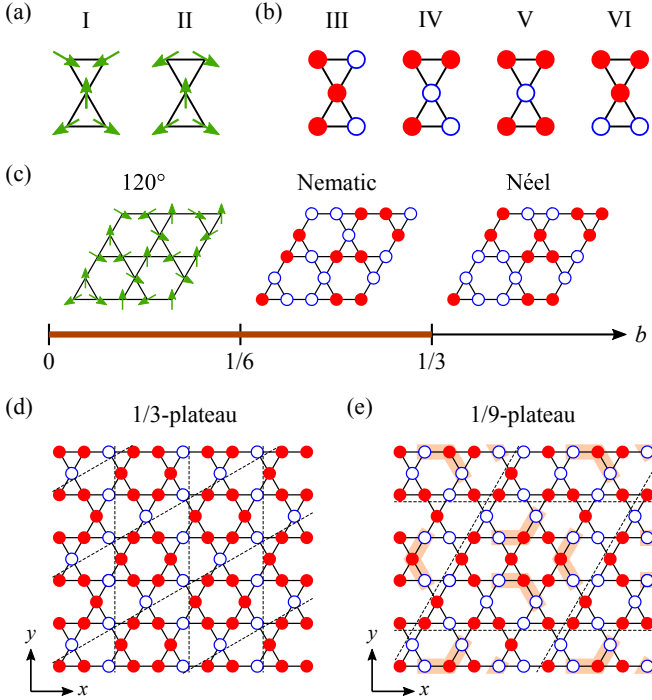 (a)
I II
(b)
III IV V VI
(c)
120° Nematic Néel
0 1/6 1/3 b
(d)
1/3-plateau
(e)
1/9-plateau
y
x
y
x